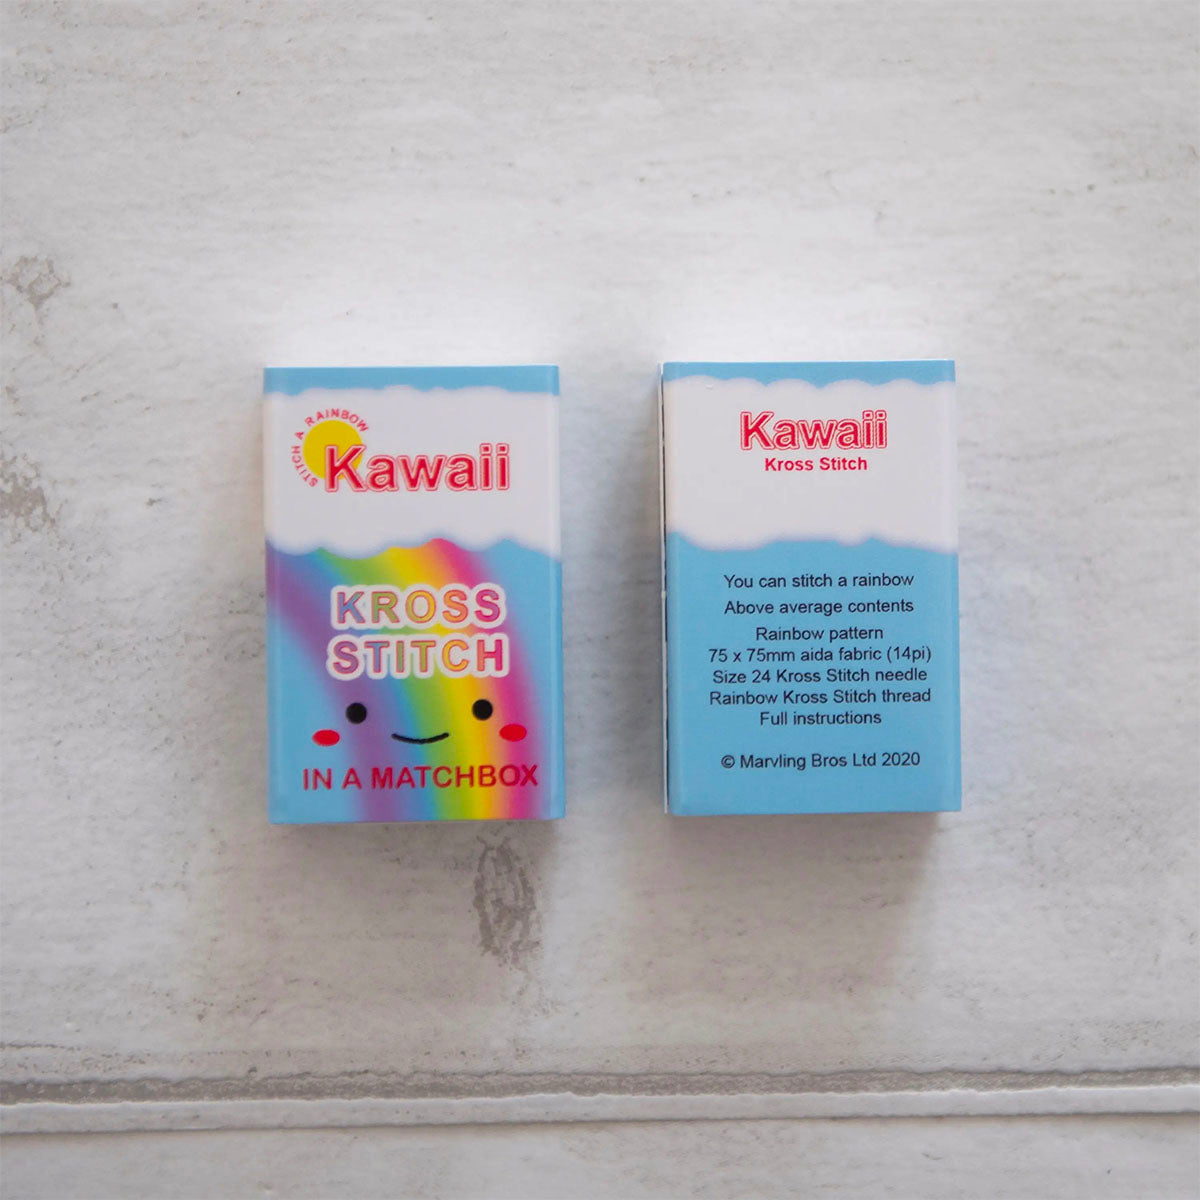 STITCH A RAINBOW
Kawaii
KROSS
STITCH
IN A MATCHBOX
Kawaii
Kross Stitch
You can stitch a rainbow
Above average contents
Rainbow pattern
75 x 75mm aida fabric (14pi)
Size 24 Kross Stitch needle
Rainbow Kross Stitch thread
Full instructions
© Marvling Bros Ltd 2020